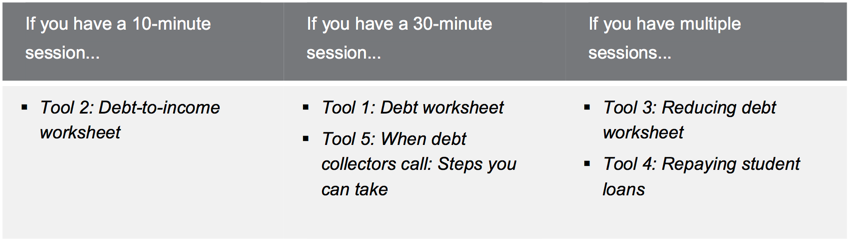 If you have a 10-minute
session...
If you have a 30-minute
session...
If you have multiple
sessions...
▪ Tool 2: Debt-to-income
worksheet
▪ Tool 1: Debt worksheet
▪ Tool 5: When debt
collectors call: Steps you
can take
▪ Tool 3: Reducing debt
worksheet
▪ Tool 4: Repaying student
loans